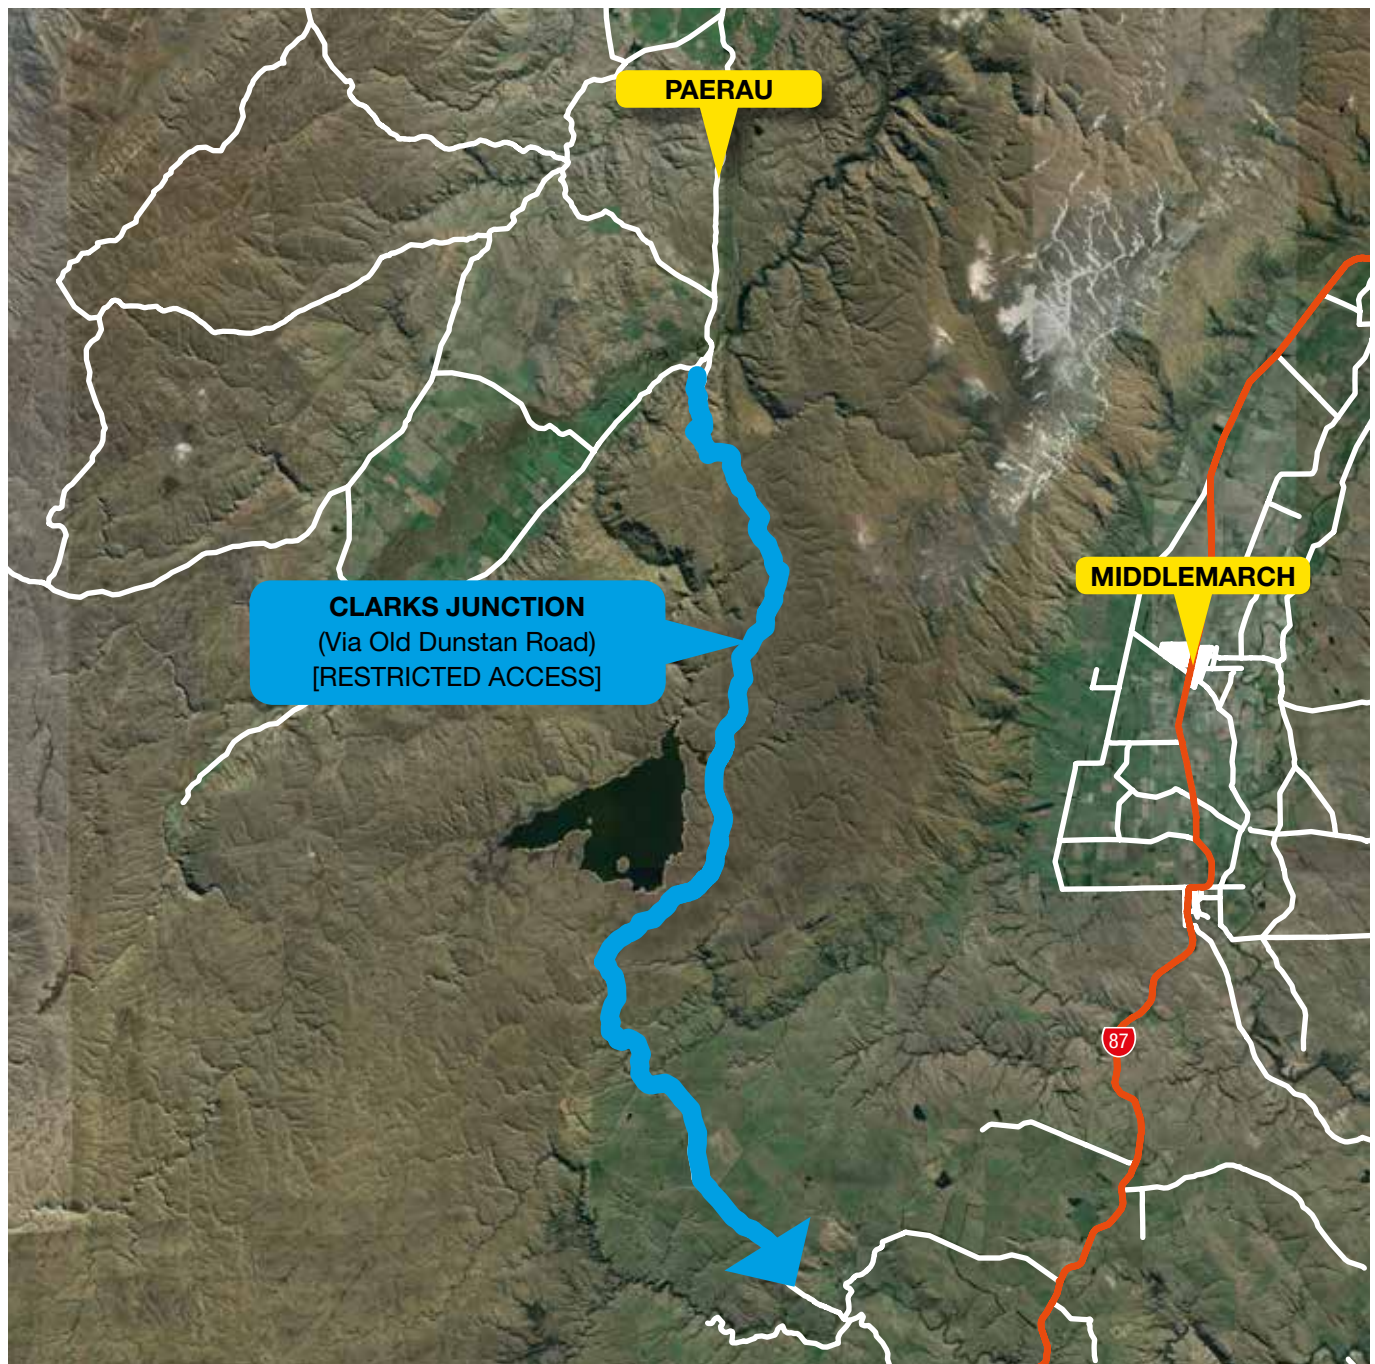 PAERAU
MIDDLEMARCH
CLARKS JUNCTION
(Via Old Dunstan Road)
[RESTRICTED ACCESS]
87